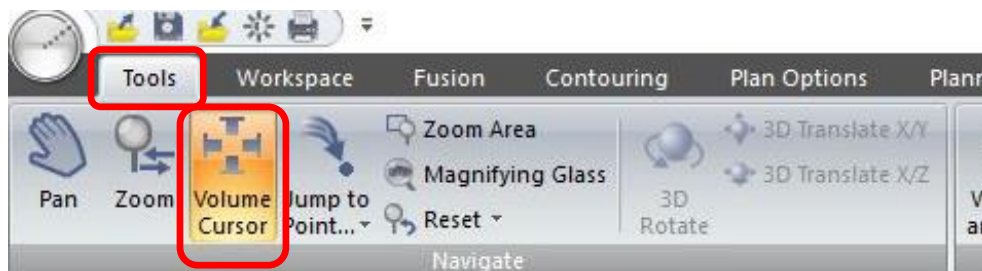 Tools Workspace Fusion Contouring Plan Options
Zoom Area
3D Translate X/Y
Magnifying Glass
3D Translate X/Z
Pan
Zoom
Volume
Cursor
Jump to
Point...
Reset
3D
Rotate
Navigate